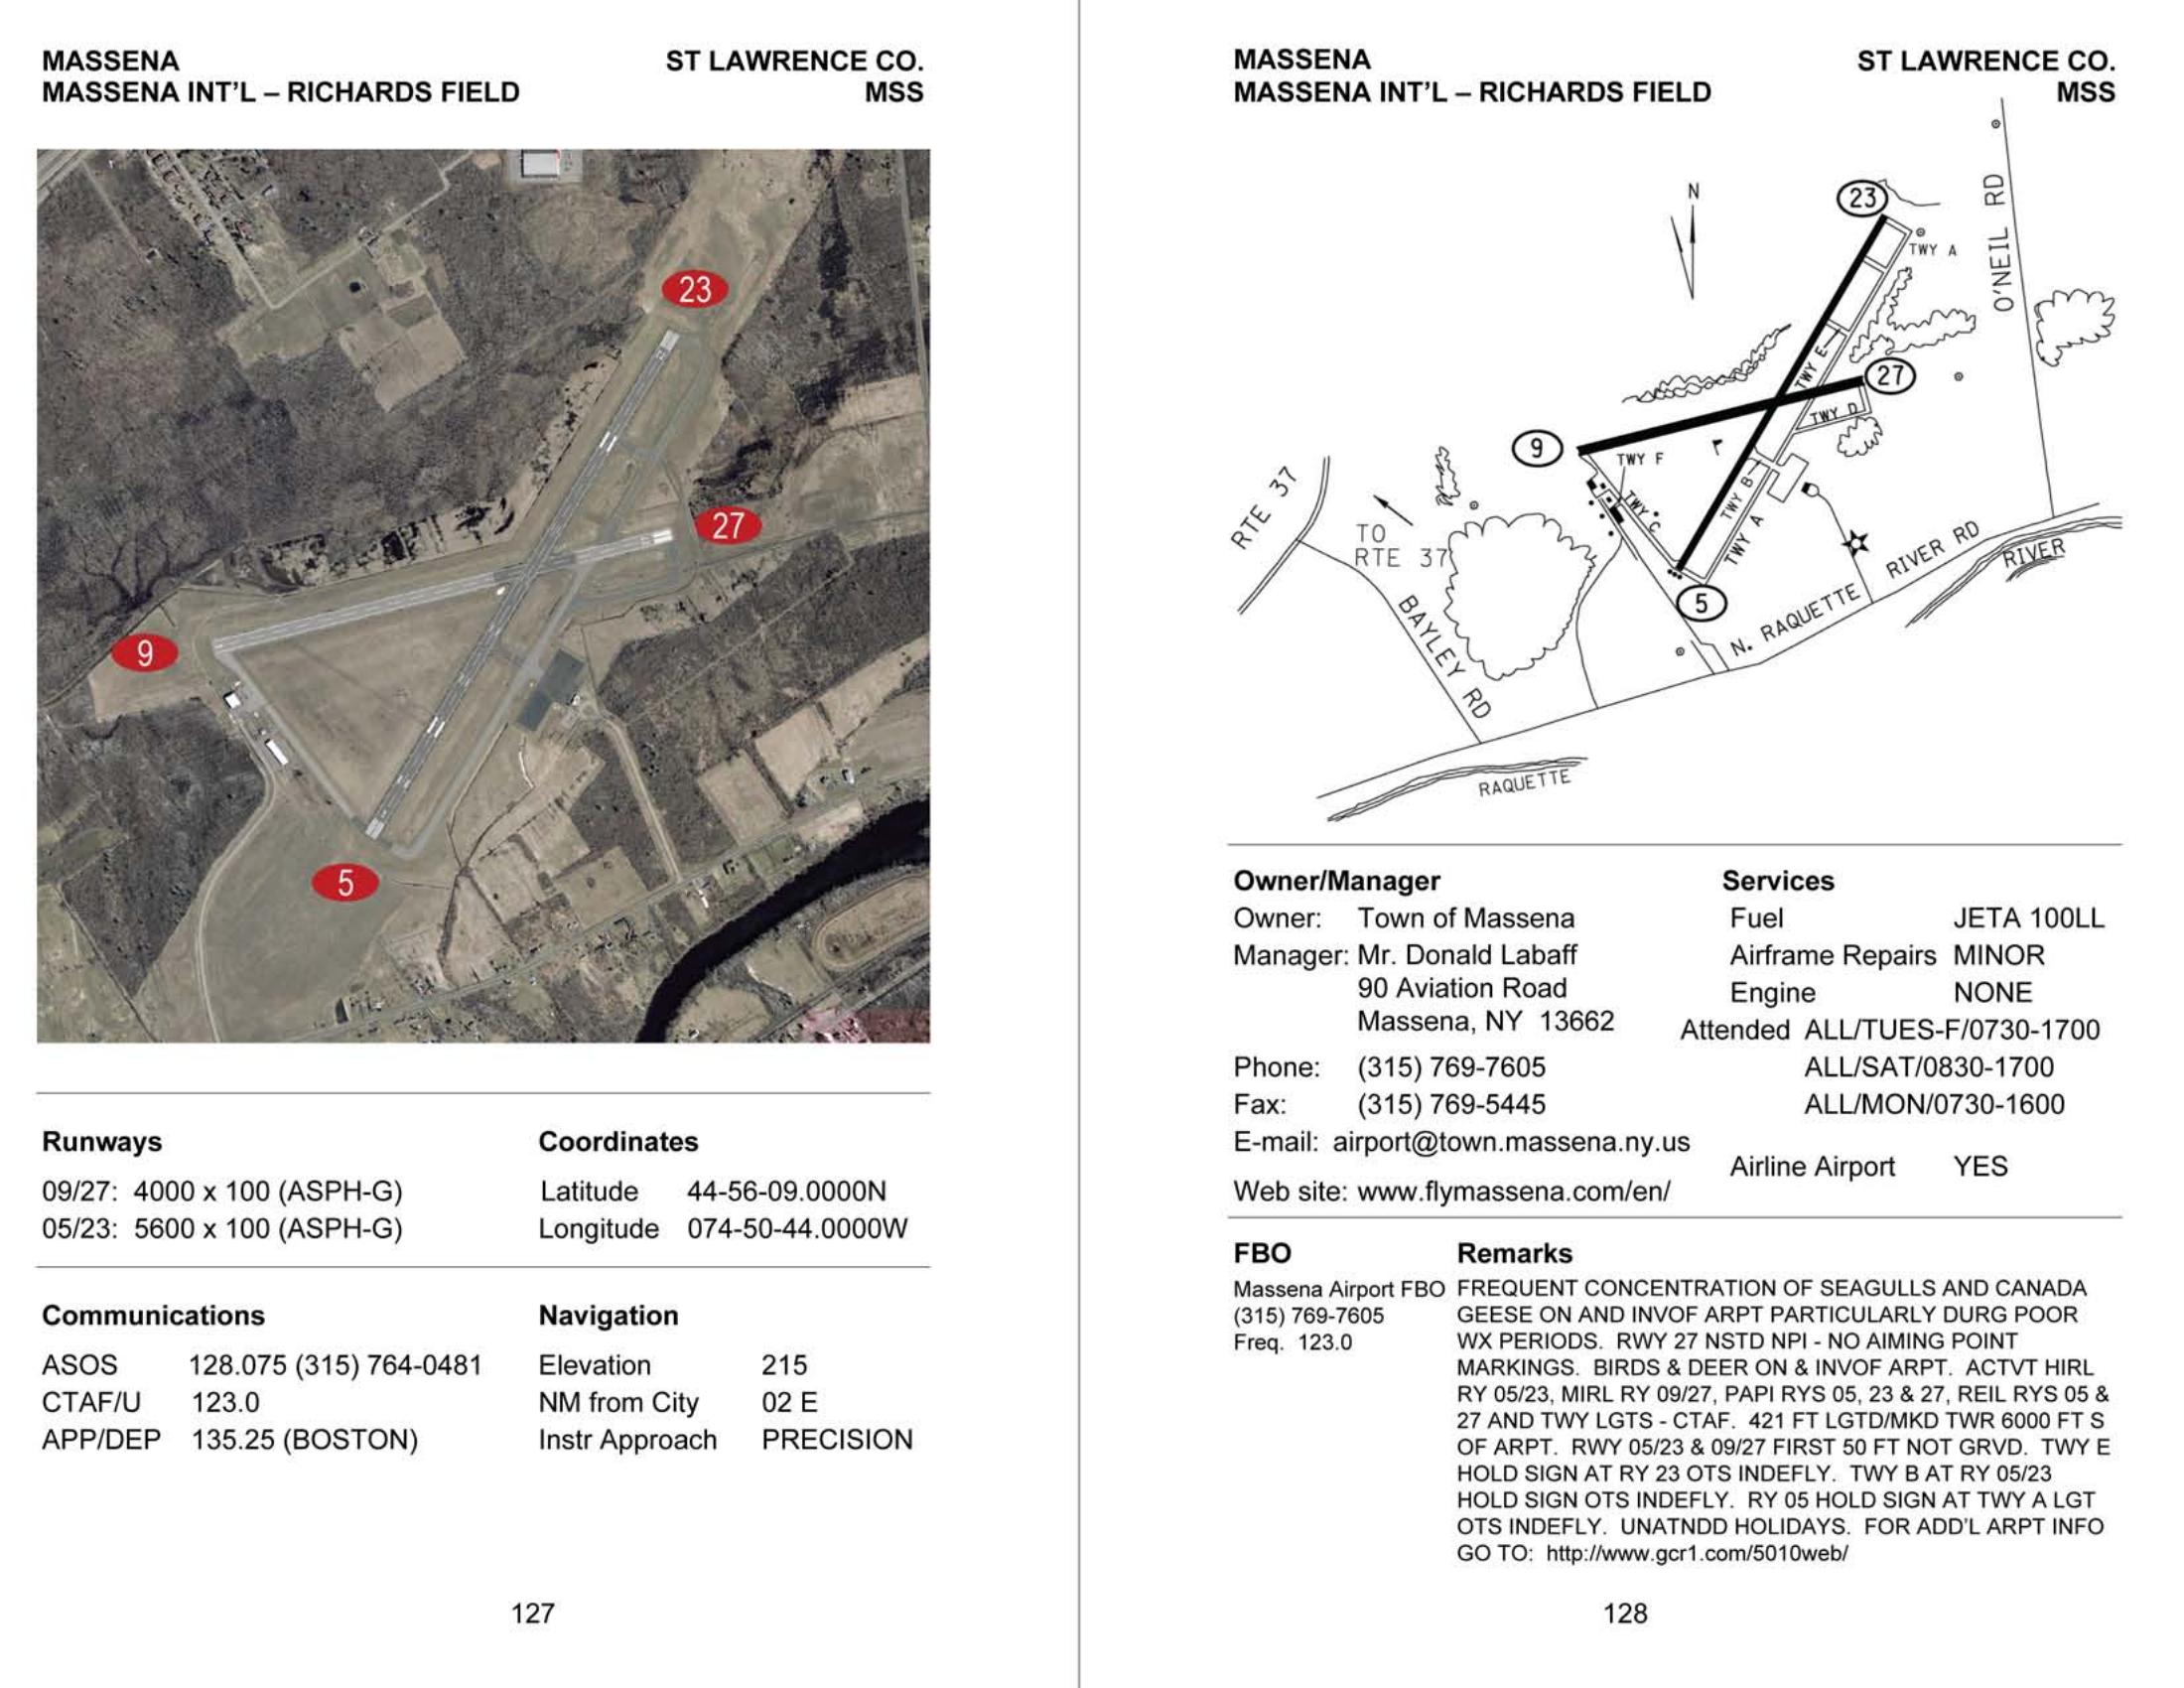 MASSENA
MASSENA INT'L – RICHARDS FIELD
ST LAWRENCE CO.
MSS
23
27
9
5
Runways
09/27: 4000 x 100 (ASPH-G)
05/23: 5600 x 100 (ASPH-G)
Coordinates
Latitude 44-56-09.0000N
Longitude 074-50-44.0000W
Communications
ASOS 128.075 (315) 764-0481
CTAF/U 123.0
APP/DEP 135.25 (BOSTON)
Navigation
Elevation 215
NM from City 02 E
Instr Approach PRECISION
127
MASSENA
MASSENA INT'L – RICHARDS FIELD
ST LAWRENCE CO.
MSS
N
23
TWY A
O'NEIL RD
TWY E
27
TWY D
9
TWY F
TWY C
TWY B
TWY A
RTE 37
TO
RTE 37
BAYLEY RD
5
N. RAQUETTE RIVER RD
RIVER
RAQUETTE
Owner/Manager
Owner: Town of Massena
Manager: Mr. Donald Labaff
90 Aviation Road
Massena, NY 13662
Phone: (315) 769-7605
Fax: (315) 769-5445
E-mail: airport@town.massena.ny.us
Web site: www.flymassena.com/en/
Services
Fuel JETA 100LL
Airframe Repairs MINOR
Engine NONE
Attended ALL/TUES-F/0730-1700
ALL/SAT/0830-1700
ALL/MON/0730-1600
Airline Airport YES
FBO
Massena Airport FBO
(315) 769-7605
Freq. 123.0
Remarks
FREQUENT CONCENTRATION OF SEAGULLS AND CANADA
GEESE ON AND INVOF ARPT PARTICULARLY DURG POOR
WX PERIODS. RWY 27 NSTD NPI - NO AIMING POINT
MARKINGS. BIRDS & DEER ON & INVOF ARPT. ACTVT HIRL
RY 05/23, MIRL RY 09/27, PAPI RYS 05, 23 & 27, REIL RYS 05 &
27 AND TWY LGTS - CTAF. 421 FT LGTD/MKD TWR 6000 FT S
OF ARPT. RWY 05/23 & 09/27 FIRST 50 FT NOT GRVD. TWY E
HOLD SIGN AT RY 23 OTS INDEFLY. TWY B AT RY 05/23
HOLD SIGN OTS INDEFLY. RY 05 HOLD SIGN AT TWY A LGT
OTS INDEFLY. UNATNDD HOLIDAYS. FOR ADD'L ARPT INFO
GO TO: http://www.gcr1.com/5010web/
128